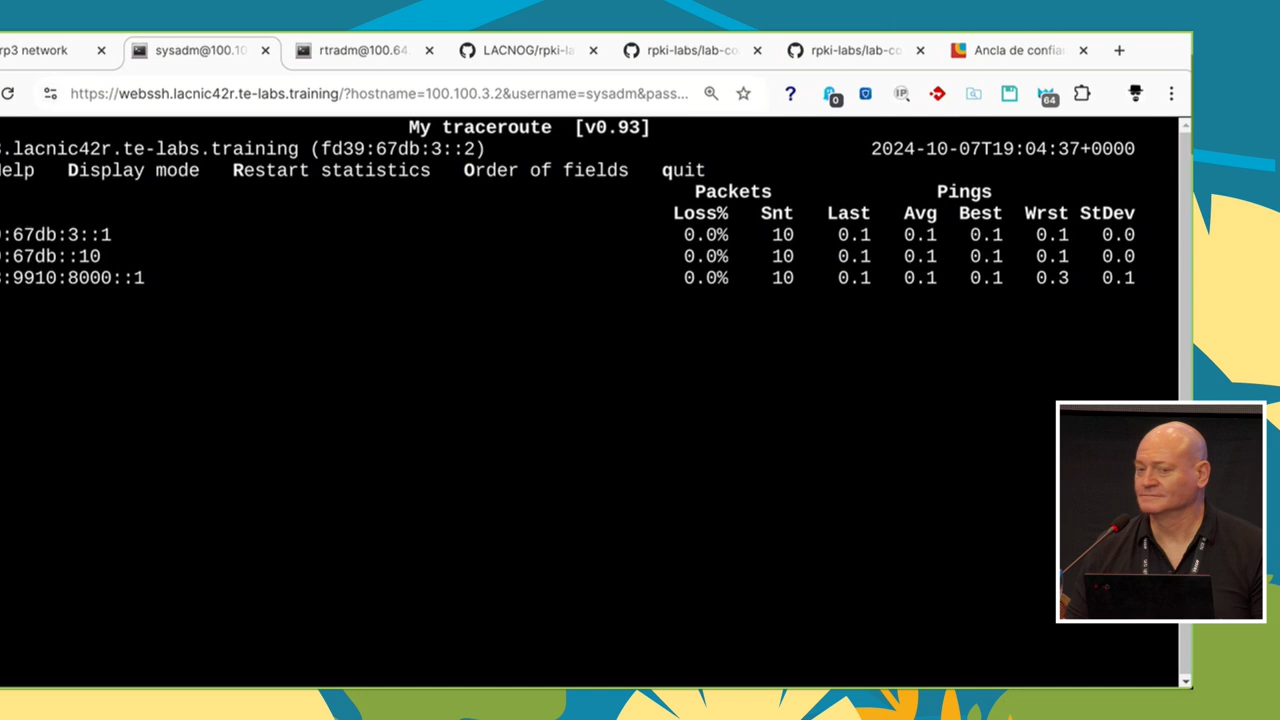 rp3 network
sysadm@100.10
rtradm@100.64
LACNOG/rpki-la
rpki-labs/lab-co
rpki-labs/lab-co
Ancla de confia
https://webssh.lacnic42r.te-labs.training/?hostname=100.100.3.2&username=sysadm&pass...
? 0 IP 64
My traceroute [v0.93]
.lacnic42r.te-labs.training (fd39:67db:3::2) 2024-10-07T19:04:37+0000
elp Display mode Restart statistics Order of fields quit
Packets Pings
Loss% Snt Last Avg Best Wrst StDev
:67db:3::1 0.0% 10 0.1 0.1 0.1 0.1 0.0
:67db::10 0.0% 10 0.1 0.1 0.1 0.1 0.0
:9910:8000::1 0.0% 10 0.1 0.1 0.1 0.3 0.1